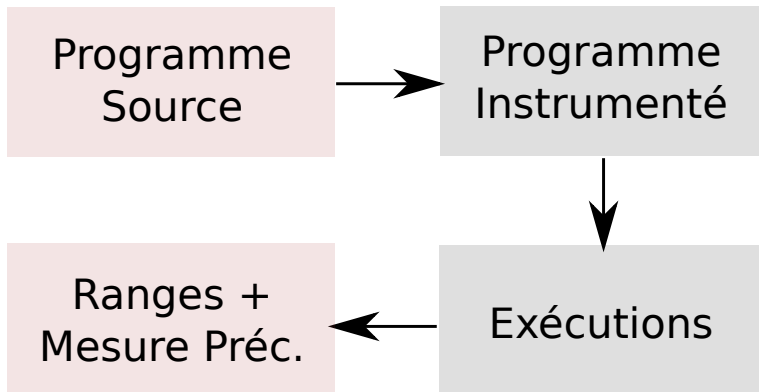 Programme
Source
Programme
Instrumenté
Ranges +
Mesure Préc.
Exécutions